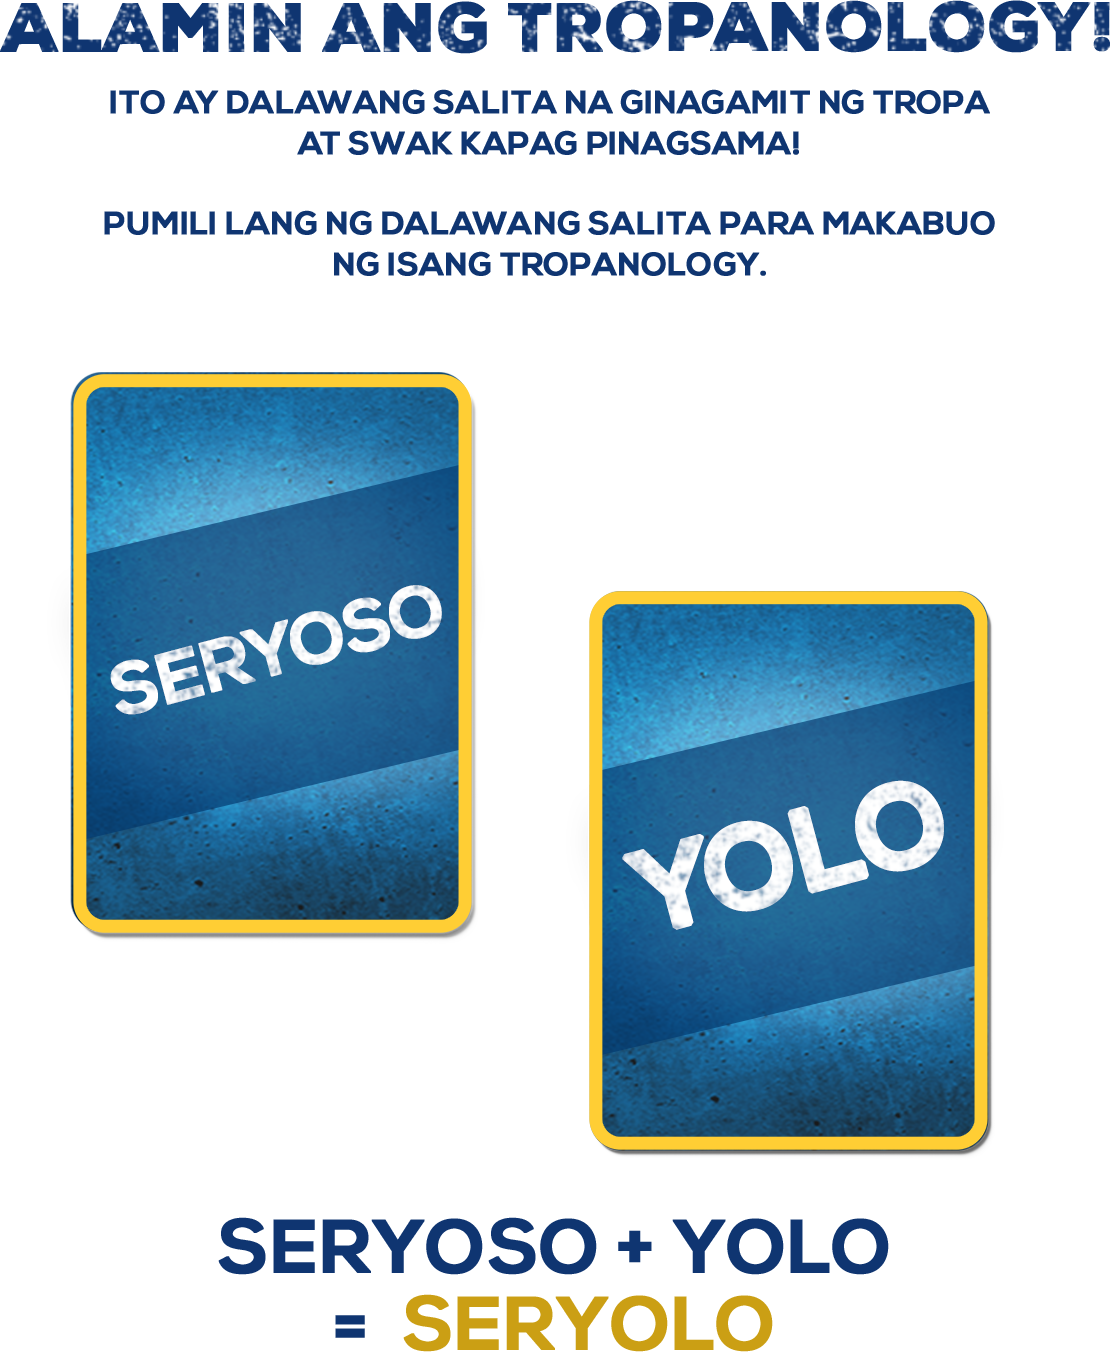 ALAMIN ANG TROPANOLOGY!
ITO AY DALAWANG SALITA NA GINAGAMIT NG TROPA
AT SWAK KAPAG PINAGSAMA!
PUMILI LANG NG DALAWANG SALITA PARA MAKABUO
NG ISANG TROPANOLOGY.
SERYOSO
YOLO
SERYOSO + YOLO
= SERYOLO